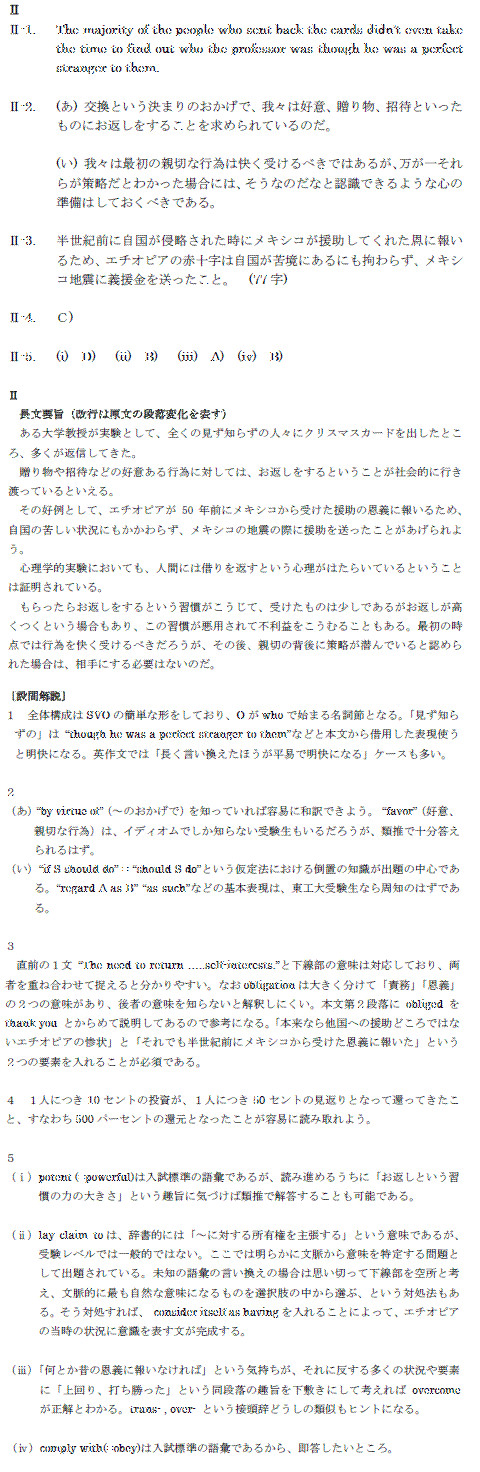 Ⅱ
Ⅱ-1. The majority of the people who sent back the cards didn't even take
the time to find out who the professor was though he was a perfect
stranger to them.
Ⅱ-2. (あ) 交換という決まりのおかげで、我々は好意、贈り物、招待といった
ものにお返しをすることを求められているのだ。
(い) 我々は最初の親切な行為は快く受けるべきではあるが、万が一それ
らが策略だとわかった場合には、そうなのだなと認識できるような心の
準備はしておくべきである。
Ⅱ-3. 半世紀前に自国が侵略された時にメキシコが援助してくれた恩に報い
るため、エチオピアの赤十字は自国が苦境にあるにも拘わらず、メキシ
コ地震に義援金を送ったこと。 (77 字)
Ⅱ-4. C)
Ⅱ-5. (i) D) (ii) B) (iii) A) (iv) B)
Ⅱ
長文要旨（改行は原文の段落変化を表す）
ある大学教授が実験として、全くの見ず知らずの人々にクリスマスカードを出したとこ
ろ、多くが返信してきた。
贈り物や招待などの好意ある行為に対しては、お返しをするということが社会的に行き
渡っているといえる。
その好例として、エチオピアが 50 年前にメキシコから受けた援助の恩義に報いるため、
自国の苦しい状況にもかかわらず、メキシコの地震の際に援助を送ったことがあげられよ
う。
心理学的実験においても、人間には借りを返すという心理がはたらいているということ
は証明されている。
もらったらお返しをするという習慣がこうじて、受けたものは少しであるがお返しが高
くつくという場合もあり、この習慣が悪用されて不利益をこうむることもある。最初の時
点では行為を快く受けるべきだろうが、その後、親切の背後に策略が潜んでいると認めら
れた場合は、相手にする必要はないのだ。
〔設問解説〕
1 全体構成は SVO の簡単な形をしており、O が who で始まる名詞節となる。「見ず知ら
ずの」は “though he was a perfect stranger to them”などと本文から借用した表現使う
と明快になる。英作文では「長く言い換えたほうが平易で明快になる」ケースも多い。
2
(あ) “by virtue of”（～のおかげで）を知っていれば容易に和訳できよう。 “favor”（好意、
親切な行為）は、イディオムでしか知らない受験生もいるだろうが、類推で十分答え
られるはず。
(い) “if S should do”::“should S do”という仮定法における倒置の知識が出題の中心であ
る。“regard A as B” “as such”などの基本表現は、東工大受験生なら周知のはずであ
る。
3
直前の１文 “The need to return …..self-interests.”と下線部の意味は対応しており、両
者を重ね合わせて捉えると分かりやすい。なお obligation は大きく分けて「責務」「恩義」
の２つの意味があり、後者の意味を知らないと解釈しにくい。本文第２段落に obliged を
thank you とからめて説明してあるので参考になる。「本来なら他国への援助どころではな
いエチオピアの惨状」と「それでも半世紀前にメキシコから受けた恩義に報いた」という
２つの要素を入れることが必須である。
4 １人につき 10 セントの投資が、１人につき 50 セントの見返りとなって還ってきたこ
と、すなわち 500 パーセントの還元となったことが容易に読み取れよう。
5
(ⅰ) potent (:powerful)は入試標準の語彙であるが、読み進めるうちに「お返しという習
慣の力の大きさ」という趣旨に気づけば類推で解答することも可能である。
(ⅱ) lay claim to は、辞書的には「～に対する所有権を主張する」という意味であるが、
受験レベルでは一般的ではない。ここでは明らかに文脈から意味を特定する問題と
して出題されている。未知の語彙の言い換えの場合は思い切って下線部を空所と考
え、文脈的に最も自然な意味になるものを選択肢の中から選ぶ、という対処法もあ
る。そう対処すれば、 consider itself as having を入れることによって、エチオピア
の当時の状況に意識を表す文が完成する。
(ⅲ) 「何とか昔の恩義に報いなければ」という気持ちが、それに反する多くの状況や要素
に「上回り、打ち勝った」という同段落の趣旨を下敷きにして考えれば overcome
が正解とわかる。trans- , over- という接頭辞どうしの類似もヒントになる。
(ⅳ) comply with(:obey)は入試標準の語彙であるから、即答したいところ。